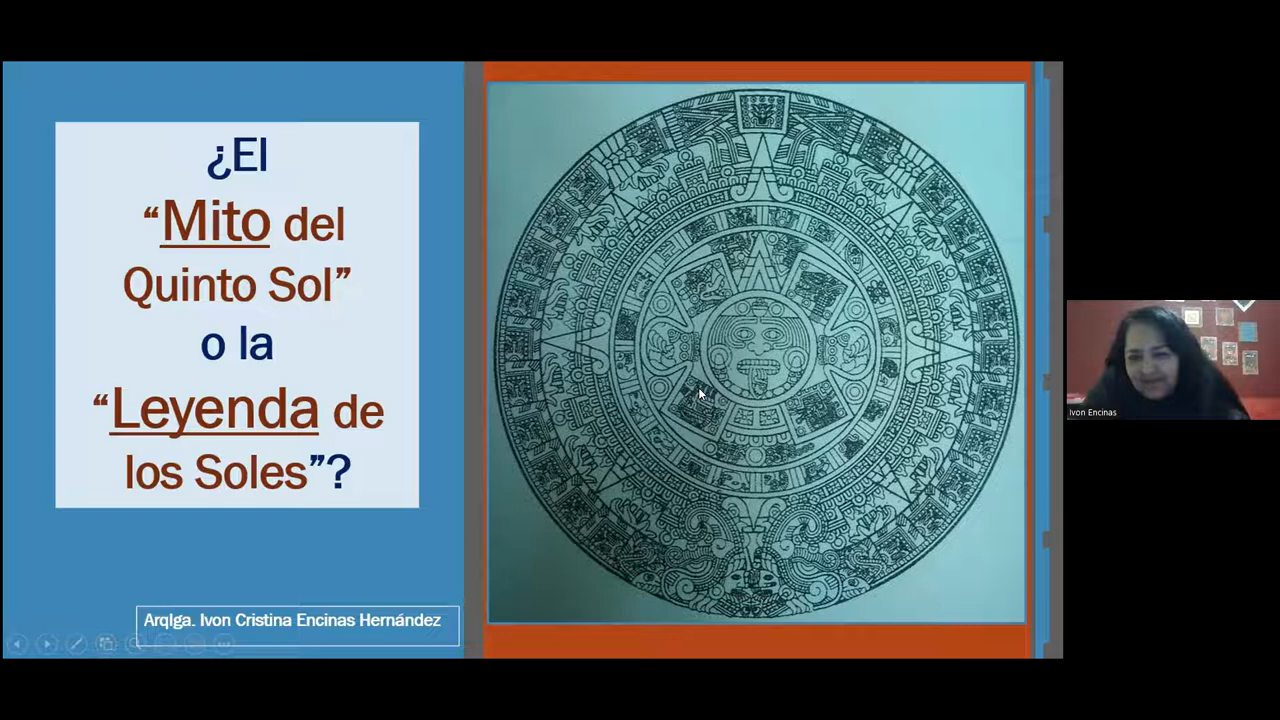 ¿El
“Mito del
Quinto Sol”
o la
“Leyenda de
los Soles”?
Arqlga. Ivon Cristina Encinas Hernández
Ivon Encinas